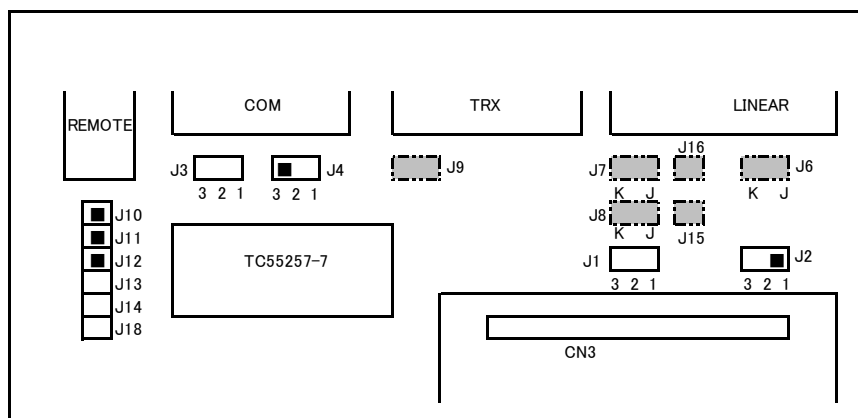 COM TRX LINEAR
REMOTE
J16
J3 J4 J9 J7 J6
3 2 1 3 2 1 K J K J
J10 J8
J11 K J J15
J12 TC55257-7 J1 J2
J13 3 2 1 3 2 1
J14
J18
CN3